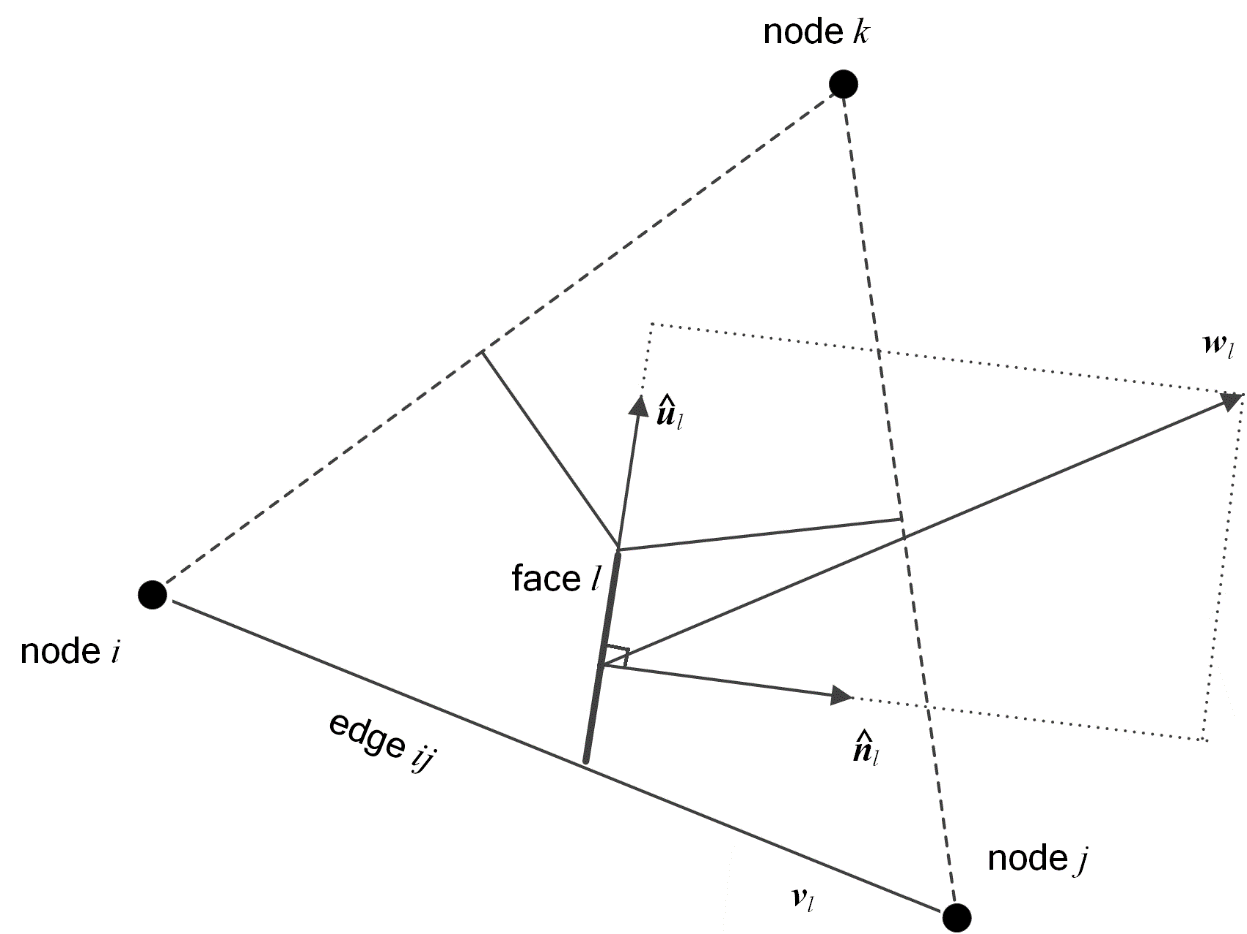 node k
w_l
û_l
face l
node i
edge ij
n̂_l
node j
v_l